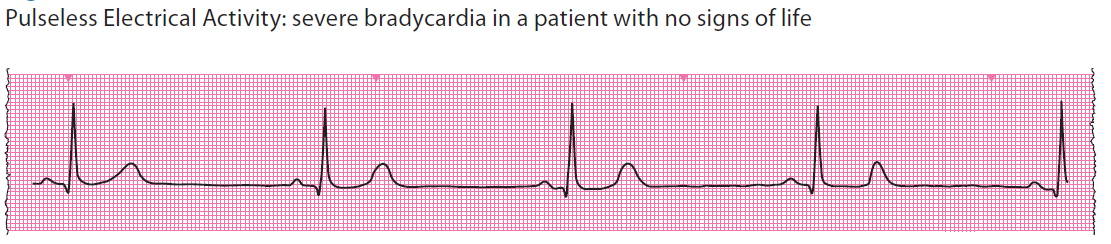 Pulseless Electrical Activity: severe bradycardia in a patient with no signs of life